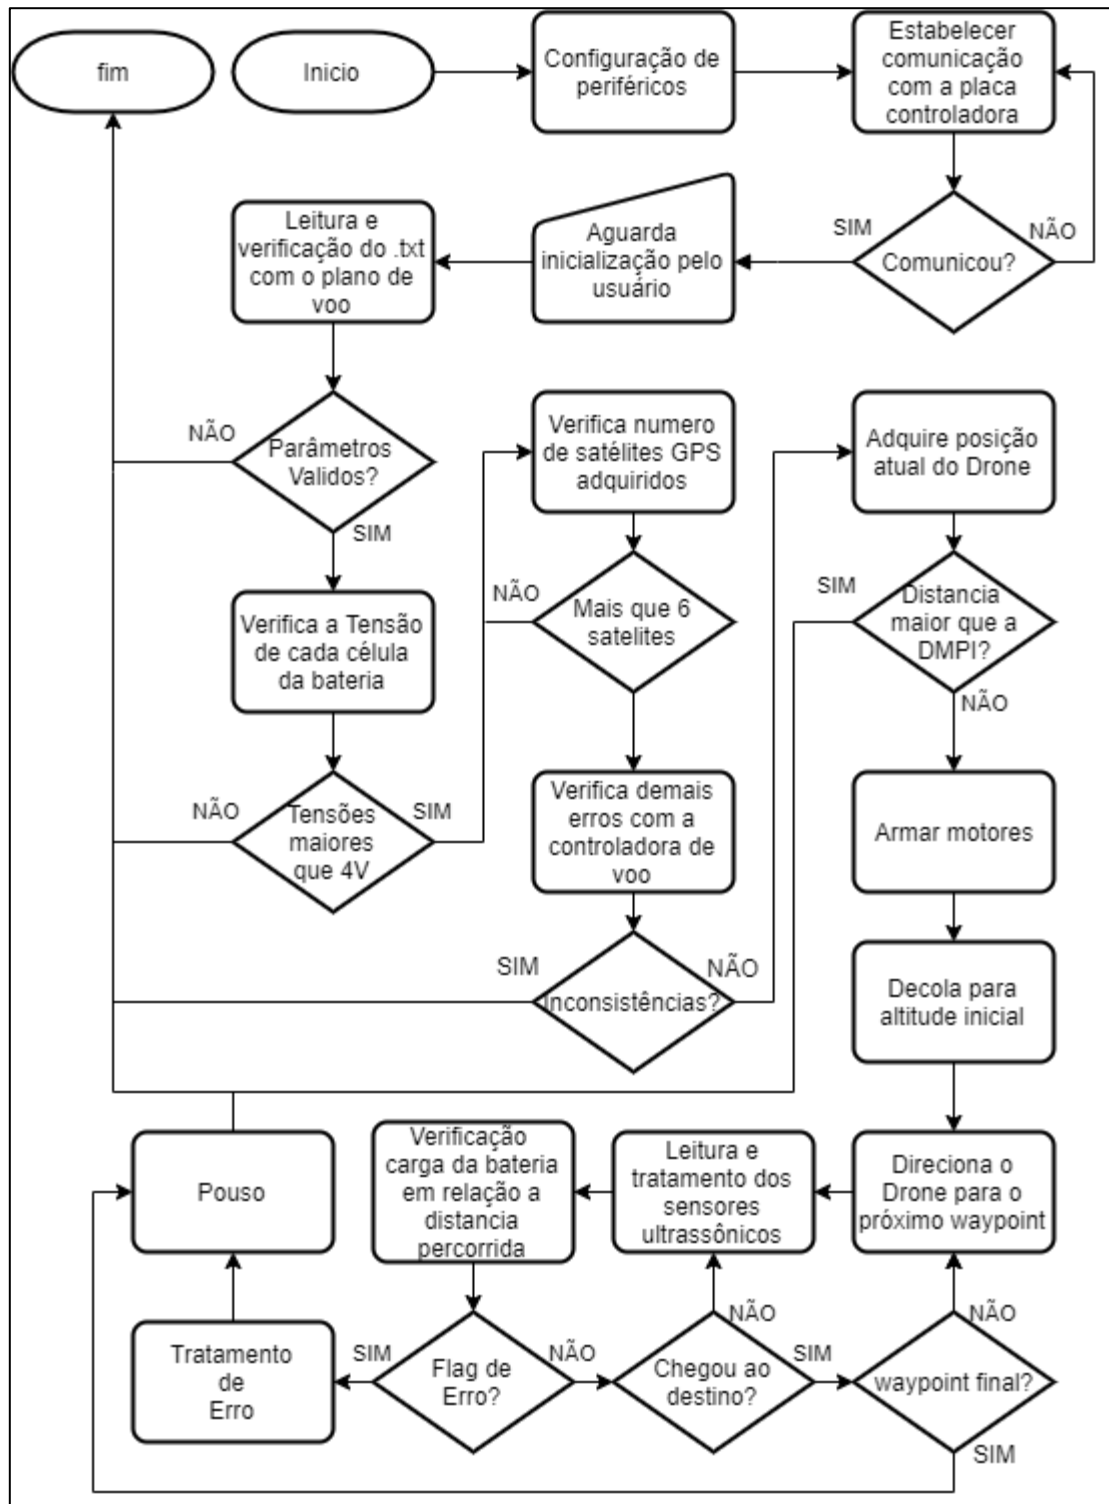 fim
Inicio
Configuração de
periféricos
Estabelecer
comunicação
com a placa
controladora
SIM
NÃO
Comunicou?
Aguarda
inicialização pelo
usuário
Leitura e
verificação do .txt
com o plano de
voo
NÃO
Parâmetros
Validos?
SIM
Verifica a Tensão
de cada célula
da bateria
NÃO
SIM
Tensões
maiores
que 4V
Verifica numero
de satélites GPS
adquiridos
NÃO
Mais que 6
satelites
Verifica demais
erros com a
controladora de
voo
SIM
NÃO
Inconsistências?
Adquire posição
atual do Drone
SIM
Distancia
maior que a
DMPI?
NÃO
Armar motores
Decola para
altitude inicial
Direciona o
Drone para o
próximo waypoint
Leitura e
tratamento dos
sensores
ultrassônicos
Verificação
carga da bateria
em relação a
distancia
percorrida
Pouso
Tratamento
de
Erro
SIM
Flag de
Erro?
NÃO
Chegou ao
destino?
NÃO
SIM
waypoint final?
NÃO
SIM